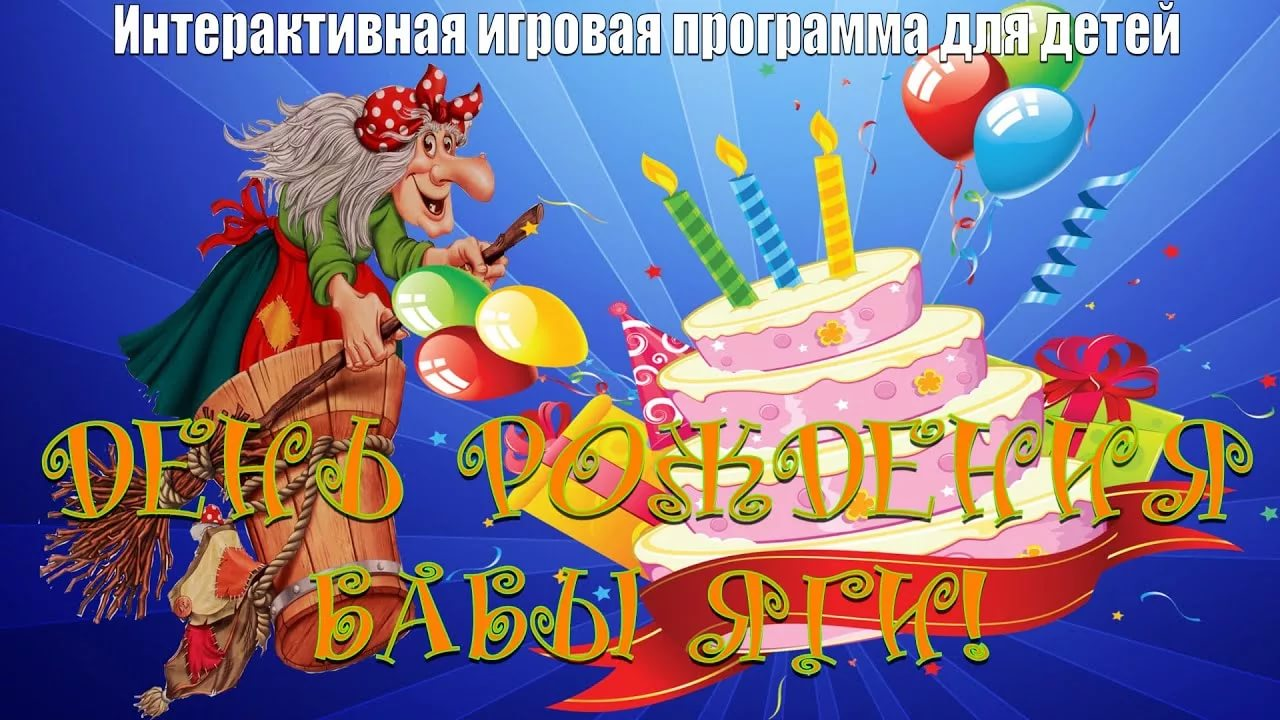 Интерактивная игровая программа для детей
ДЕНЬ РОЖДЕНИЯ
БАБЫ ЯГИ!